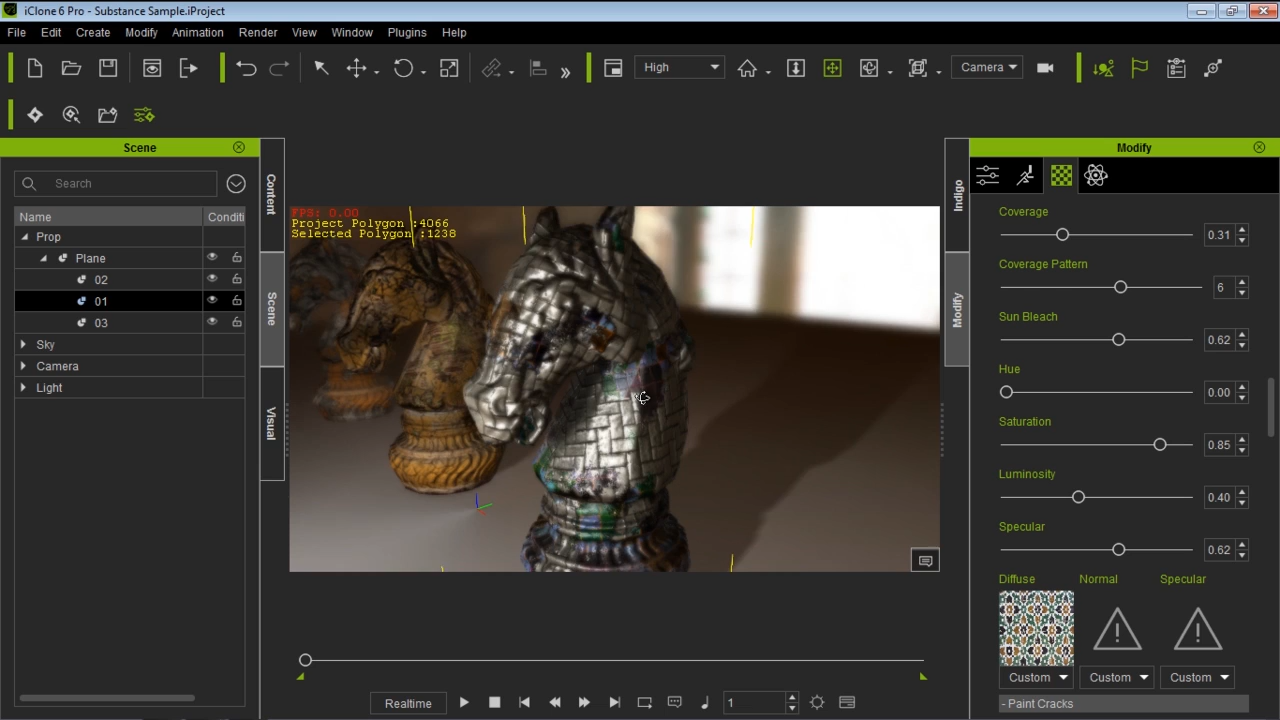 iClone 6 Pro - Substance Sample.iProject
File Edit Create Modify Animation Render View Window Plugins Help
High
Camera
Scene
Search
Name Conditi
Prop
Plane
02
01
03
Sky
Camera
Light
Content
Scene
Visual
FPS: 0.00
Project Polygon :4066
Selected Polygon :1238
Realtime
1
Indigo
Modify
Modify
Coverage
0.31
Coverage Pattern
6
Sun Bleach
0.62
Hue
0.00
Saturation
0.85
Luminosity
0.40
Specular
0.62
Diffuse Normal Specular
Custom Custom Custom
- Paint Cracks